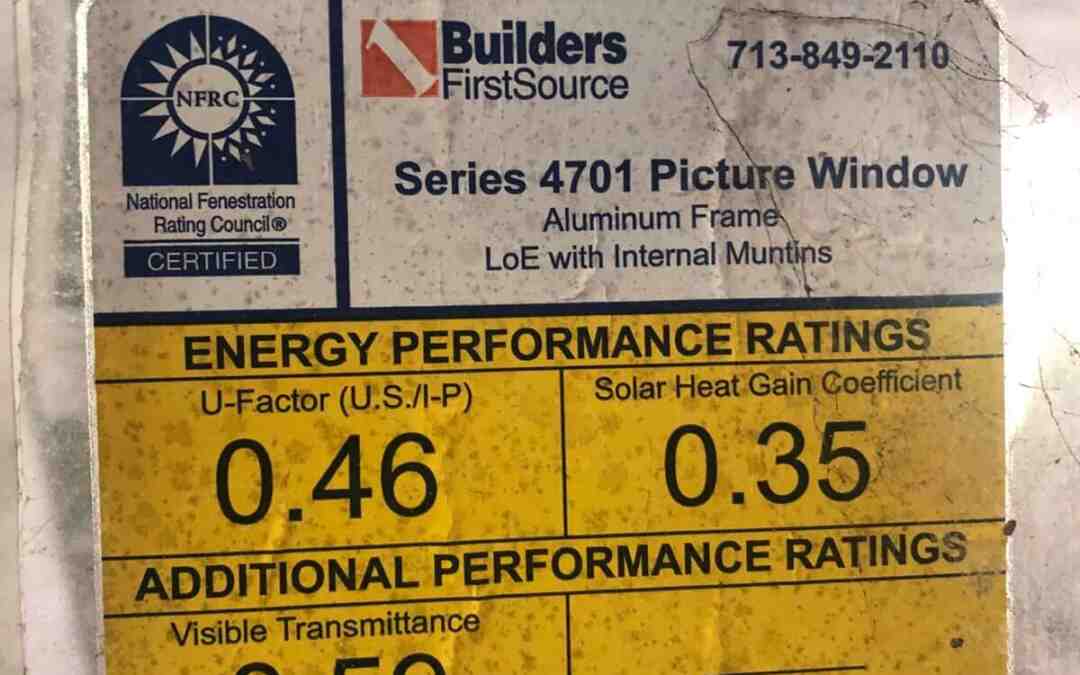 NFRC
National Fenestration
Rating Council®
CERTIFIED
Builders
FirstSource
713-849-2110
Series 4701 Picture Window
Aluminum Frame
LoE with Internal Muntins
ENERGY PERFORMANCE RATINGS
U-Factor (U.S./I-P)
0.46
Solar Heat Gain Coefficient
0.35
ADDITIONAL PERFORMANCE RATINGS
Visible Transmittance